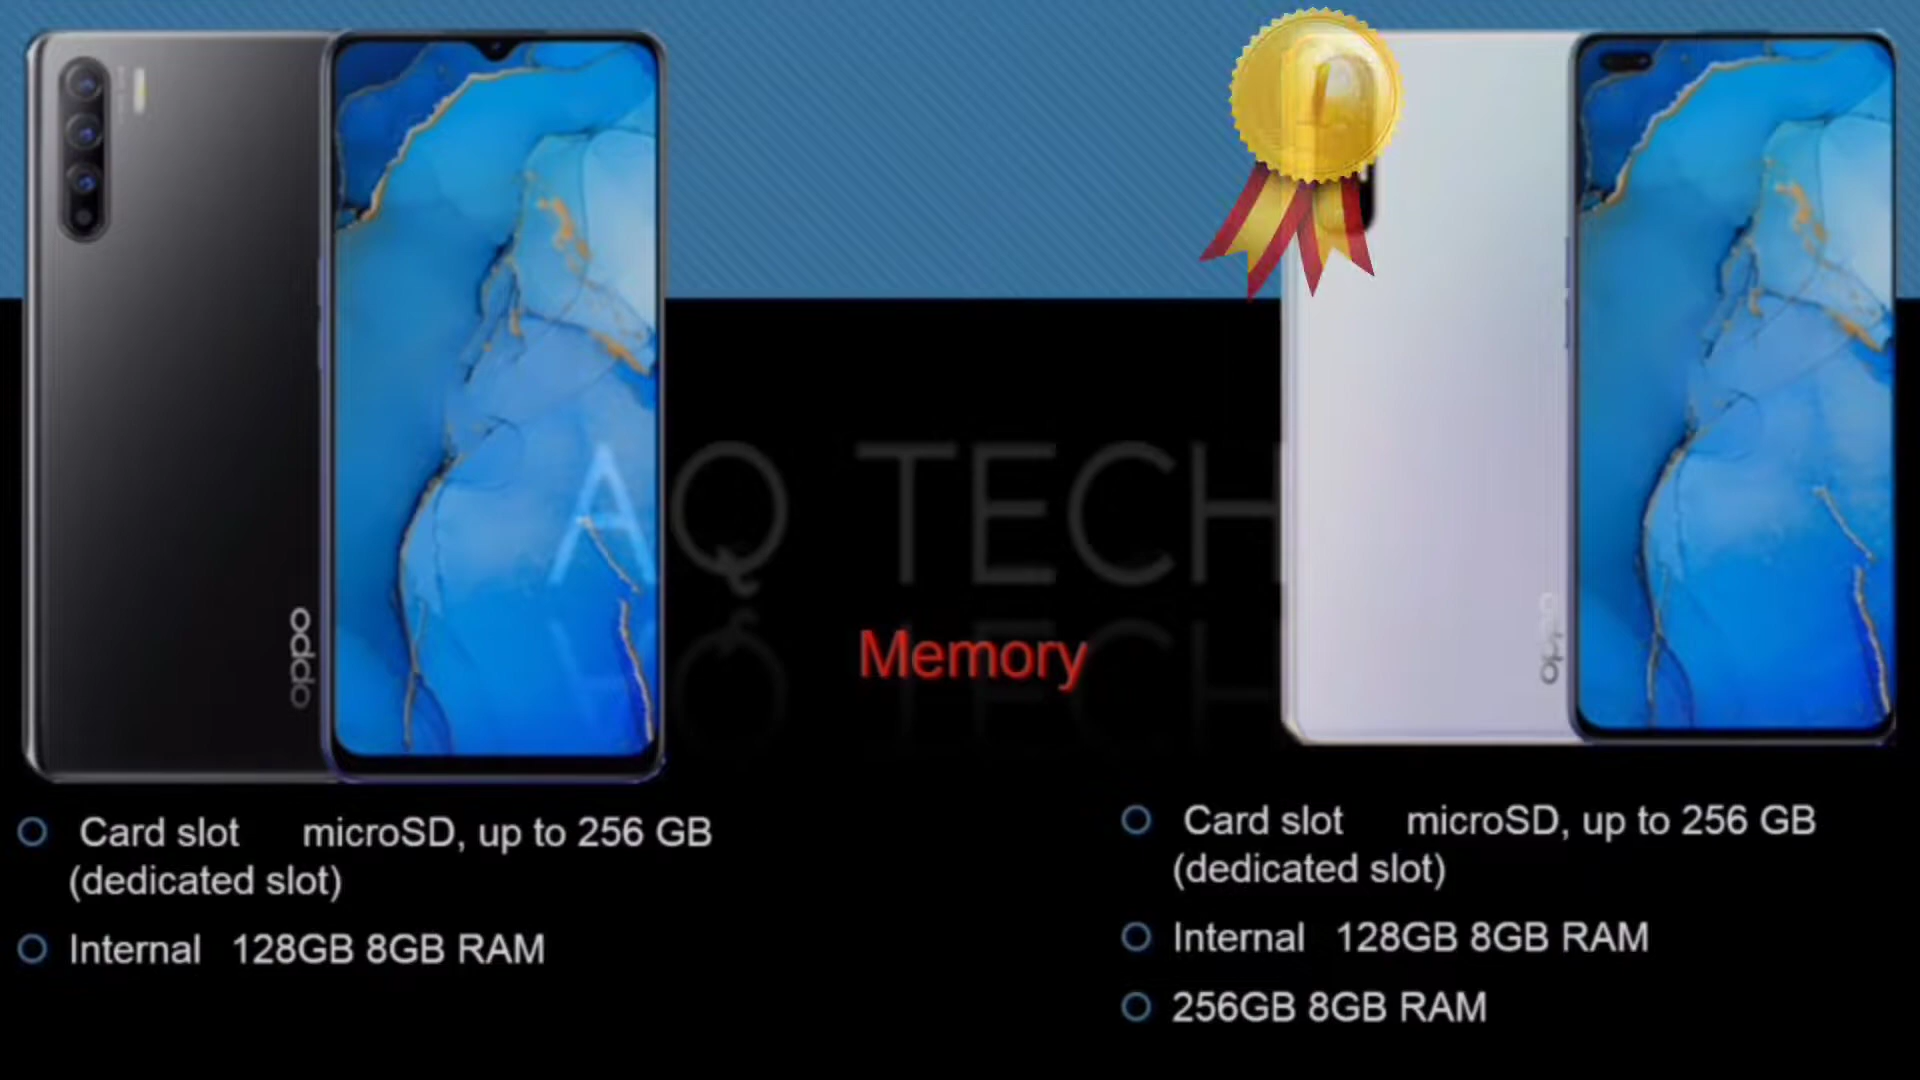 oppo
oppo
AQ TECH
Memory
Card slot microSD, up to 256 GB
(dedicated slot)
Internal 128GB 8GB RAM
Card slot microSD, up to 256 GB
(dedicated slot)
Internal 128GB 8GB RAM
256GB 8GB RAM